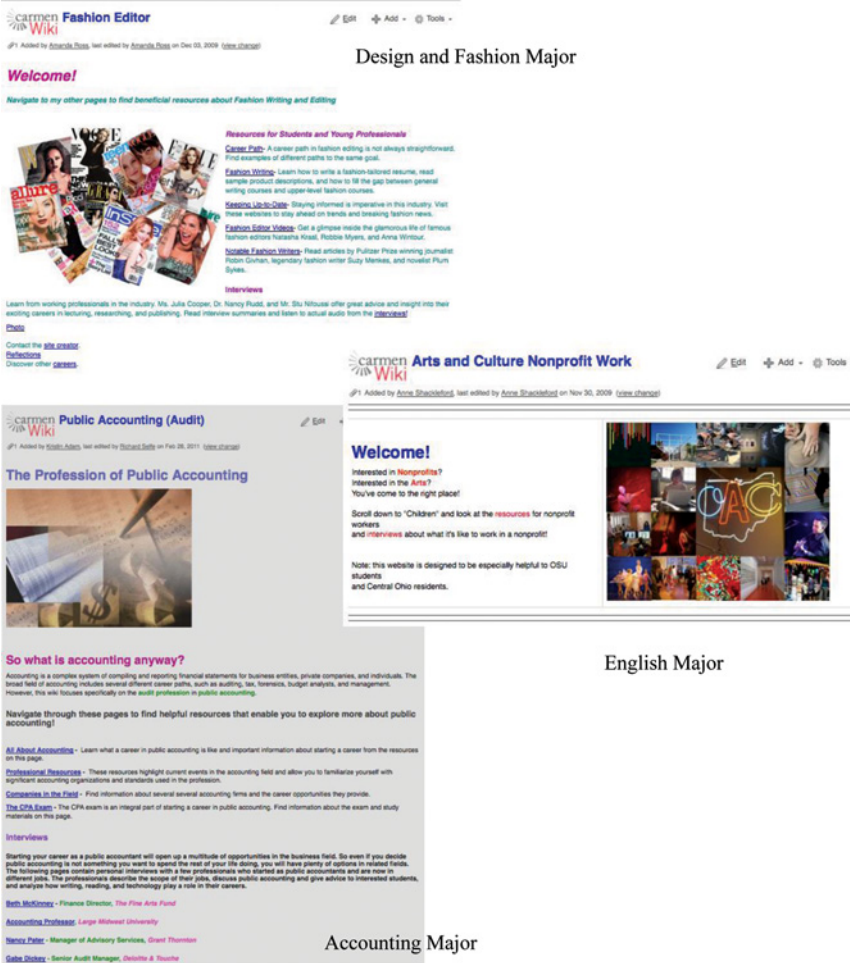 carmen Wiki Fashion Editor
Edit Add Tools
1 Added by Amanda Ross, last edited by Amanda Ross on Dec 03, 2009 (view change)
Design and Fashion Major
Welcome!
Navigate to my other pages to find beneficial resources about Fashion Writing and Editing
VOGUE
teen
ELLE
allure
InStyle
FALL'S BEST LOOKS
Resources for Students and Young Professionals
Career Path- A career path in fashion editing is not always straightforward.
Find examples of different paths to the same goal.
Fashion Writing- Learn how to write a fashion-tailored resume, read
sample product descriptions, and how to fill the gap between general
writing courses and upper-level fashion courses.
Keeping Up-to-Date- Staying informed is imperative in this industry. Visit
these websites to stay ahead on trends and breaking fashion news.
Fashion Editor Videos- Get a glimpse inside the glamorous life of famous
fashion editors Natasha Kraal, Robbie Myers, and Anna Wintour.
Notable Fashion Writers- Read articles by Pulitzer Prize winning journalist
Robin Givhan, legendary fashion writer Suzy Menkes, and novelist Plum
Sykes.
Interviews
Learn from working professionals in the industry. Ms. Julia Cooper, Dr. Nancy Rudd, and Mr. Stu Nifoussi offer great advice and insight into their
exciting careers in lecturing, researching, and publishing. Read interview summaries and listen to actual audio from the interviews!
Photo
Contact the site creator.
Reflections
Discover other careers.
carmen Wiki Arts and Culture Nonprofit Work
Edit Add Tools
1 Added by Anne Shackleford, last edited by Anne Shackleford on Nov 30, 2009 (view change)
Welcome!
Interested in Nonprofits?
Interested in the Arts?
You've come to the right place!
Scroll down to "Children" and look at the resources for nonprofit
workers
and interviews about what it's like to work in a nonprofit!
Note: this website is designed to be especially helpful to OSU
students
and Central Ohio residents.
OAC
English Major
carmen Wiki Public Accounting (Audit)
Edit
1 Added by Kristin Adam, last edited by Richard Selfe on Feb 28, 2011 (view change)
The Profession of Public Accounting
$
So what is accounting anyway?
Accounting is a complex system of compiling and reporting financial statements for business entities, private companies, and individuals. The
broad field of accounting includes several different career paths, such as auditing, tax, forensics, budget analysts, and management.
However, this wiki focuses specifically on the audit profession in public accounting.
Navigate through these pages to find helpful resources that enable you to explore more about public
accounting!
All About Accounting - Learn what a career in public accounting is like and important information about starting a career from the resources
on this page.
Professional Resources - These resources highlight current events in the accounting field and allow you to familiarize yourself with
significant accounting organizations and standards used in the profession.
Companies in the Field - Find information about several several accounting firms and the career opportunities they provide.
The CPA Exam - The CPA exam is an integral part of starting a career in public accounting. Find information about the exam and study
materials on this page.
Interviews
Starting your career as a public accountant will open up a multitude of opportunities in the business field. So even if you decide
public accounting is not something you want to spend the rest of your life doing, you will have plenty of options in related fields.
The following pages contain personal interviews with a few professionals who started as public accountants and are now in
different jobs. The professionals describe the scope of their jobs, discuss public accounting and give advice to interested students,
and analyze how writing, reading, and technology play a role in their careers.
Beth McKinney - Finance Director, The Fine Arts Fund
Accounting Professor, Large Midwest University
Nancy Pater - Manager of Advisory Services, Grant Thornton
Gabe Dickey - Senior Audit Manager, Deloitte & Touche
Accounting Major